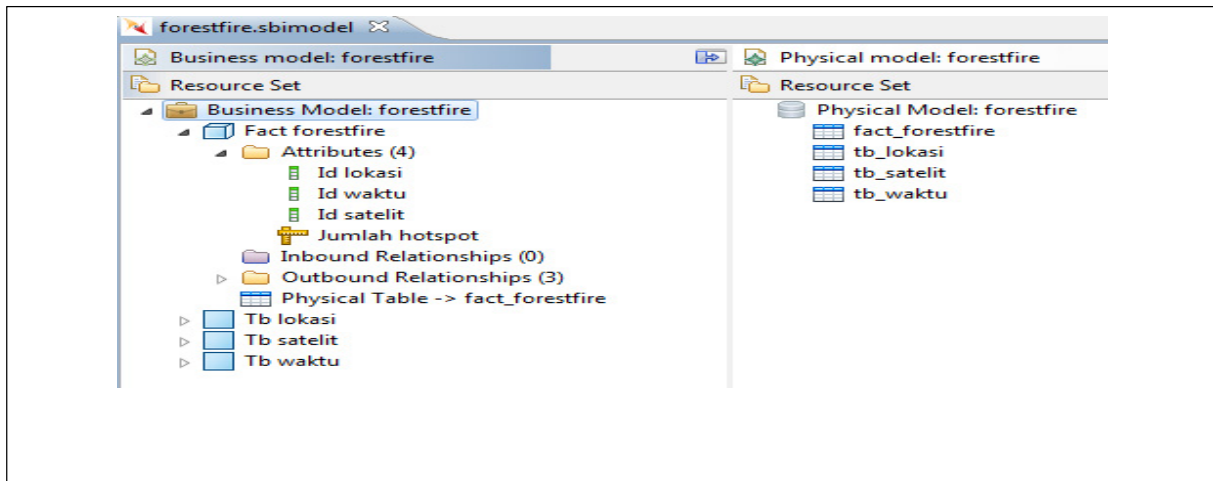 forestfire.sbimodel
Business model: forestfire
Resource Set
Business Model: forestfire
Fact forestfire
Attributes (4)
Id lokasi
Id waktu
Id satelit
Jumlah hotspot
Inbound Relationships (0)
Outbound Relationships (3)
Physical Table -> fact_forestfire
Tb lokasi
Tb satelit
Tb waktu
Physical model: forestfire
Resource Set
Physical Model: forestfire
fact_forestfire
tb_lokasi
tb_satelit
tb_waktu